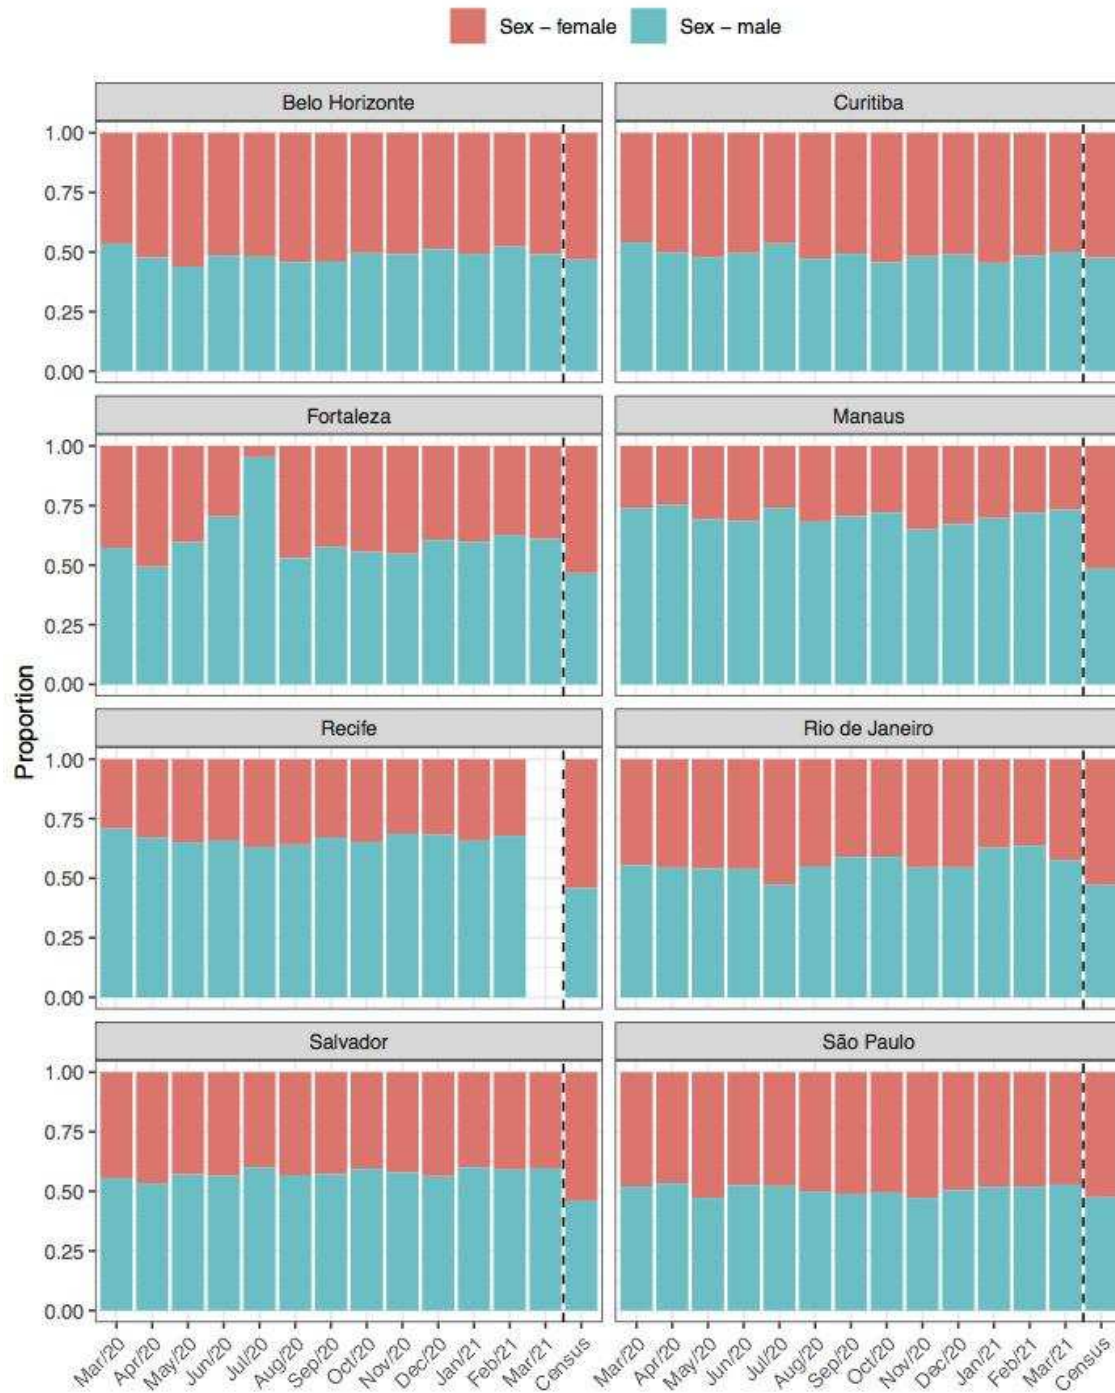 Sex – female Sex – male
Belo Horizonte Curitiba
1.00
0.75
0.50
0.25
0.00
Fortaleza Manaus
1.00
0.75
0.50
0.25
0.00
Proportion
Recife Rio de Janeiro
1.00
0.75
0.50
0.25
0.00
Salvador São Paulo
1.00
0.75
0.50
0.25
0.00
Mar/20 Apr/20 May/20 Jun/20 Jul/20 Aug/20 Sep/20 Oct/20 Nov/20 Dec/20 Jan/21 Feb/21 Mar/21 Census Mar/20 Apr/20 May/20 Jun/20 Jul/20 Aug/20 Sep/20 Oct/20 Nov/20 Dec/20 Jan/21 Feb/21 Mar/21 Census